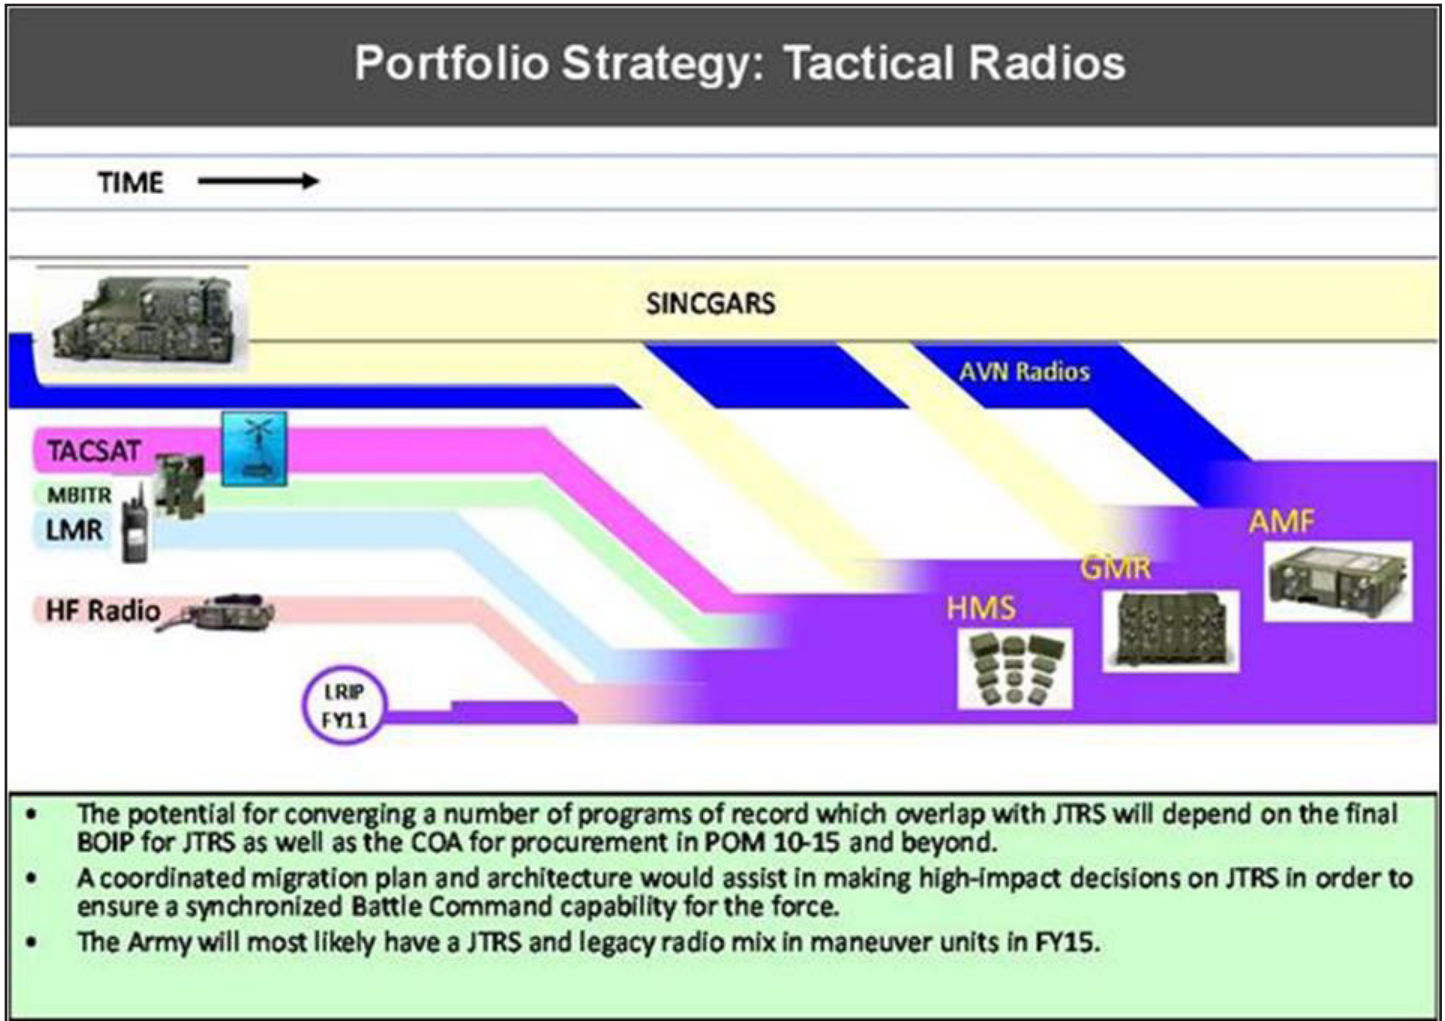 Portfolio Strategy: Tactical Radios
TIME
SINCGARS
AVN Radios
TACSAT
MBITR
LMR
HF Radio
LRIP
FY11
AMF
GMR
HMS
• The potential for converging a number of programs of record which overlap with JTRS will depend on the final
BOIP for JTRS as well as the COA for procurement in POM 10-15 and beyond.
• A coordinated migration plan and architecture would assist in making high-impact decisions on JTRS in order to
ensure a synchronized Battle Command capability for the force.
• The Army will most likely have a JTRS and legacy radio mix in maneuver units in FY15.